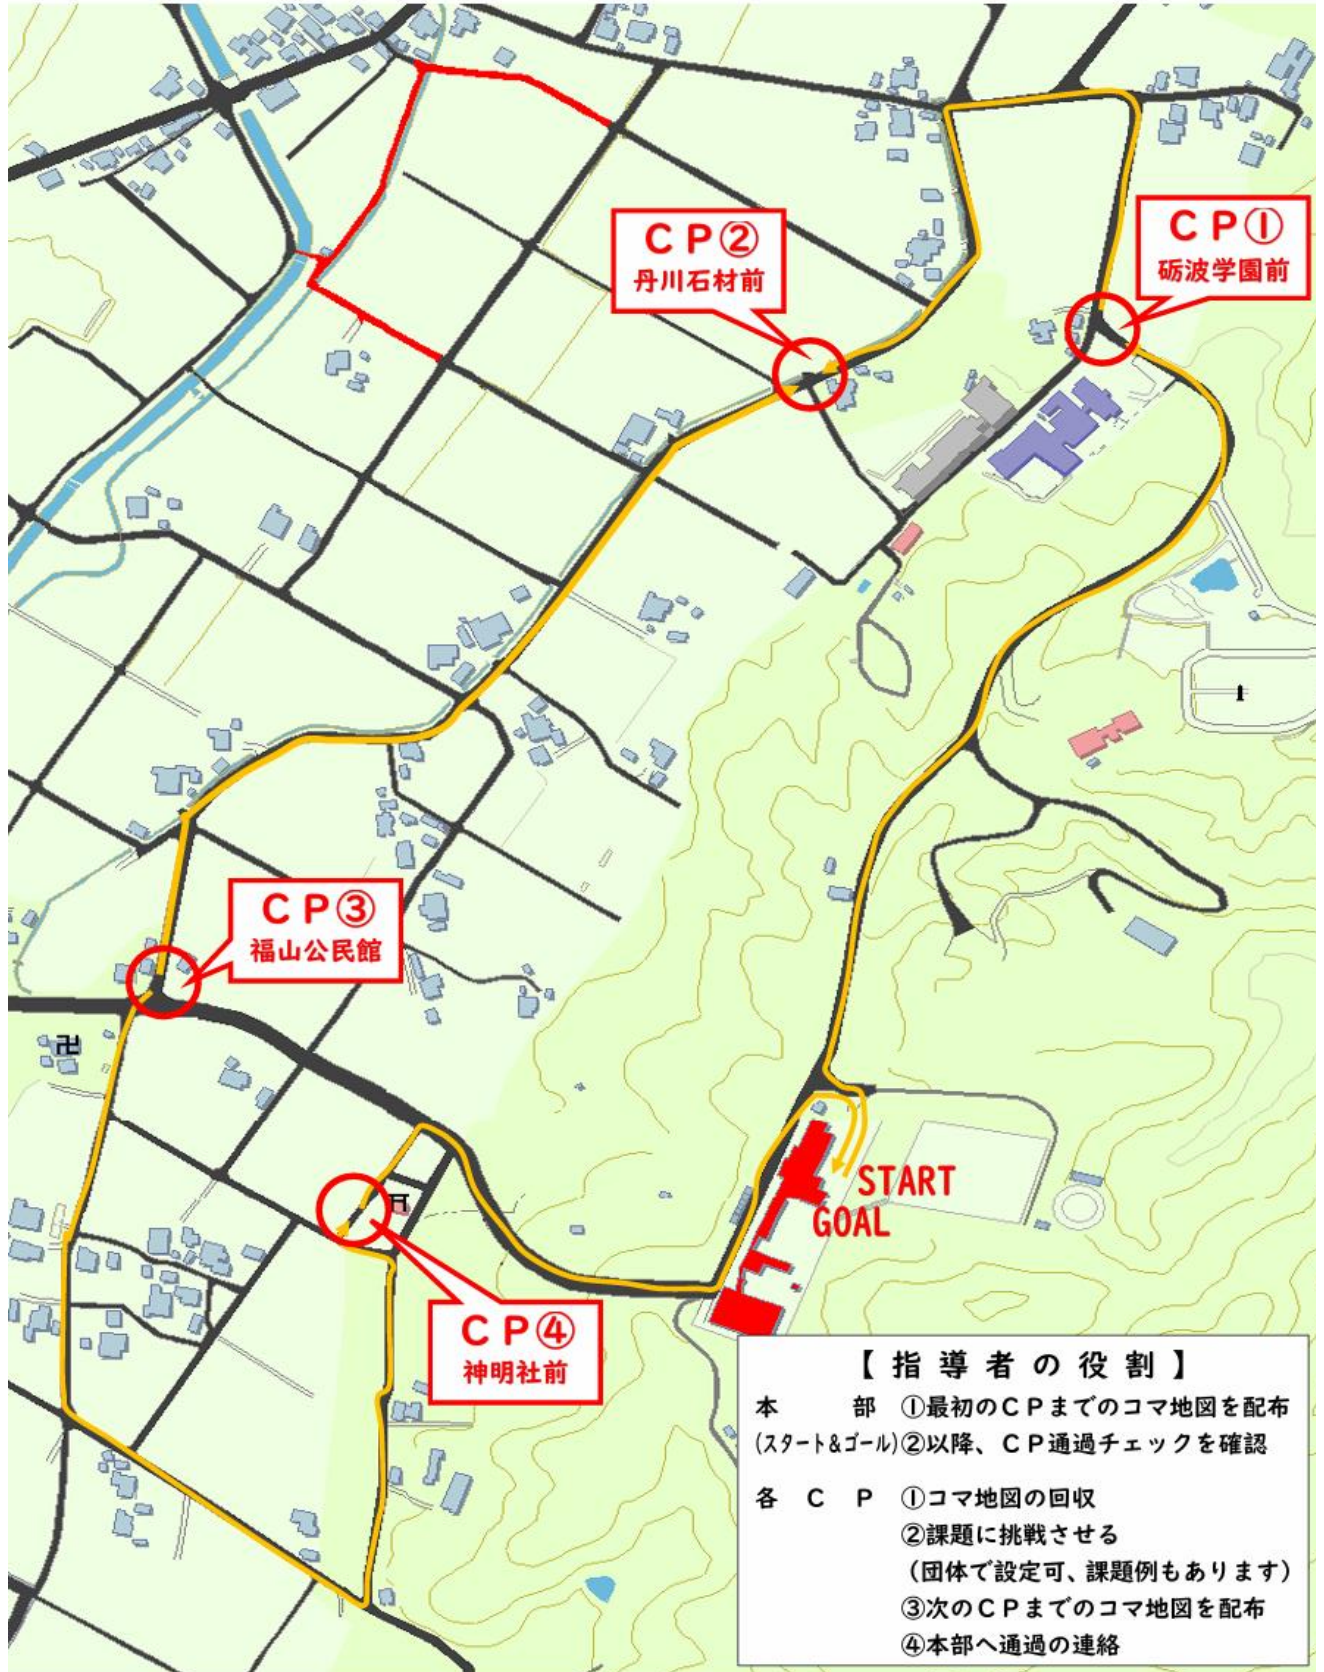 CP②
丹川石材前
CP①
砺波学園前
CP③
福山公民館
CP④
神明社前
START
GOAL
【指導者の役割】
本部 ①最初のCPまでのコマ地図を配布
(スタート&ゴール)②以降、CP通過チェックを確認
各CP ①コマ地図の回収
②課題に挑戦させる
(団体で設定可、課題例もあります)
③次のCPまでのコマ地図を配布
④本部へ通過の連絡